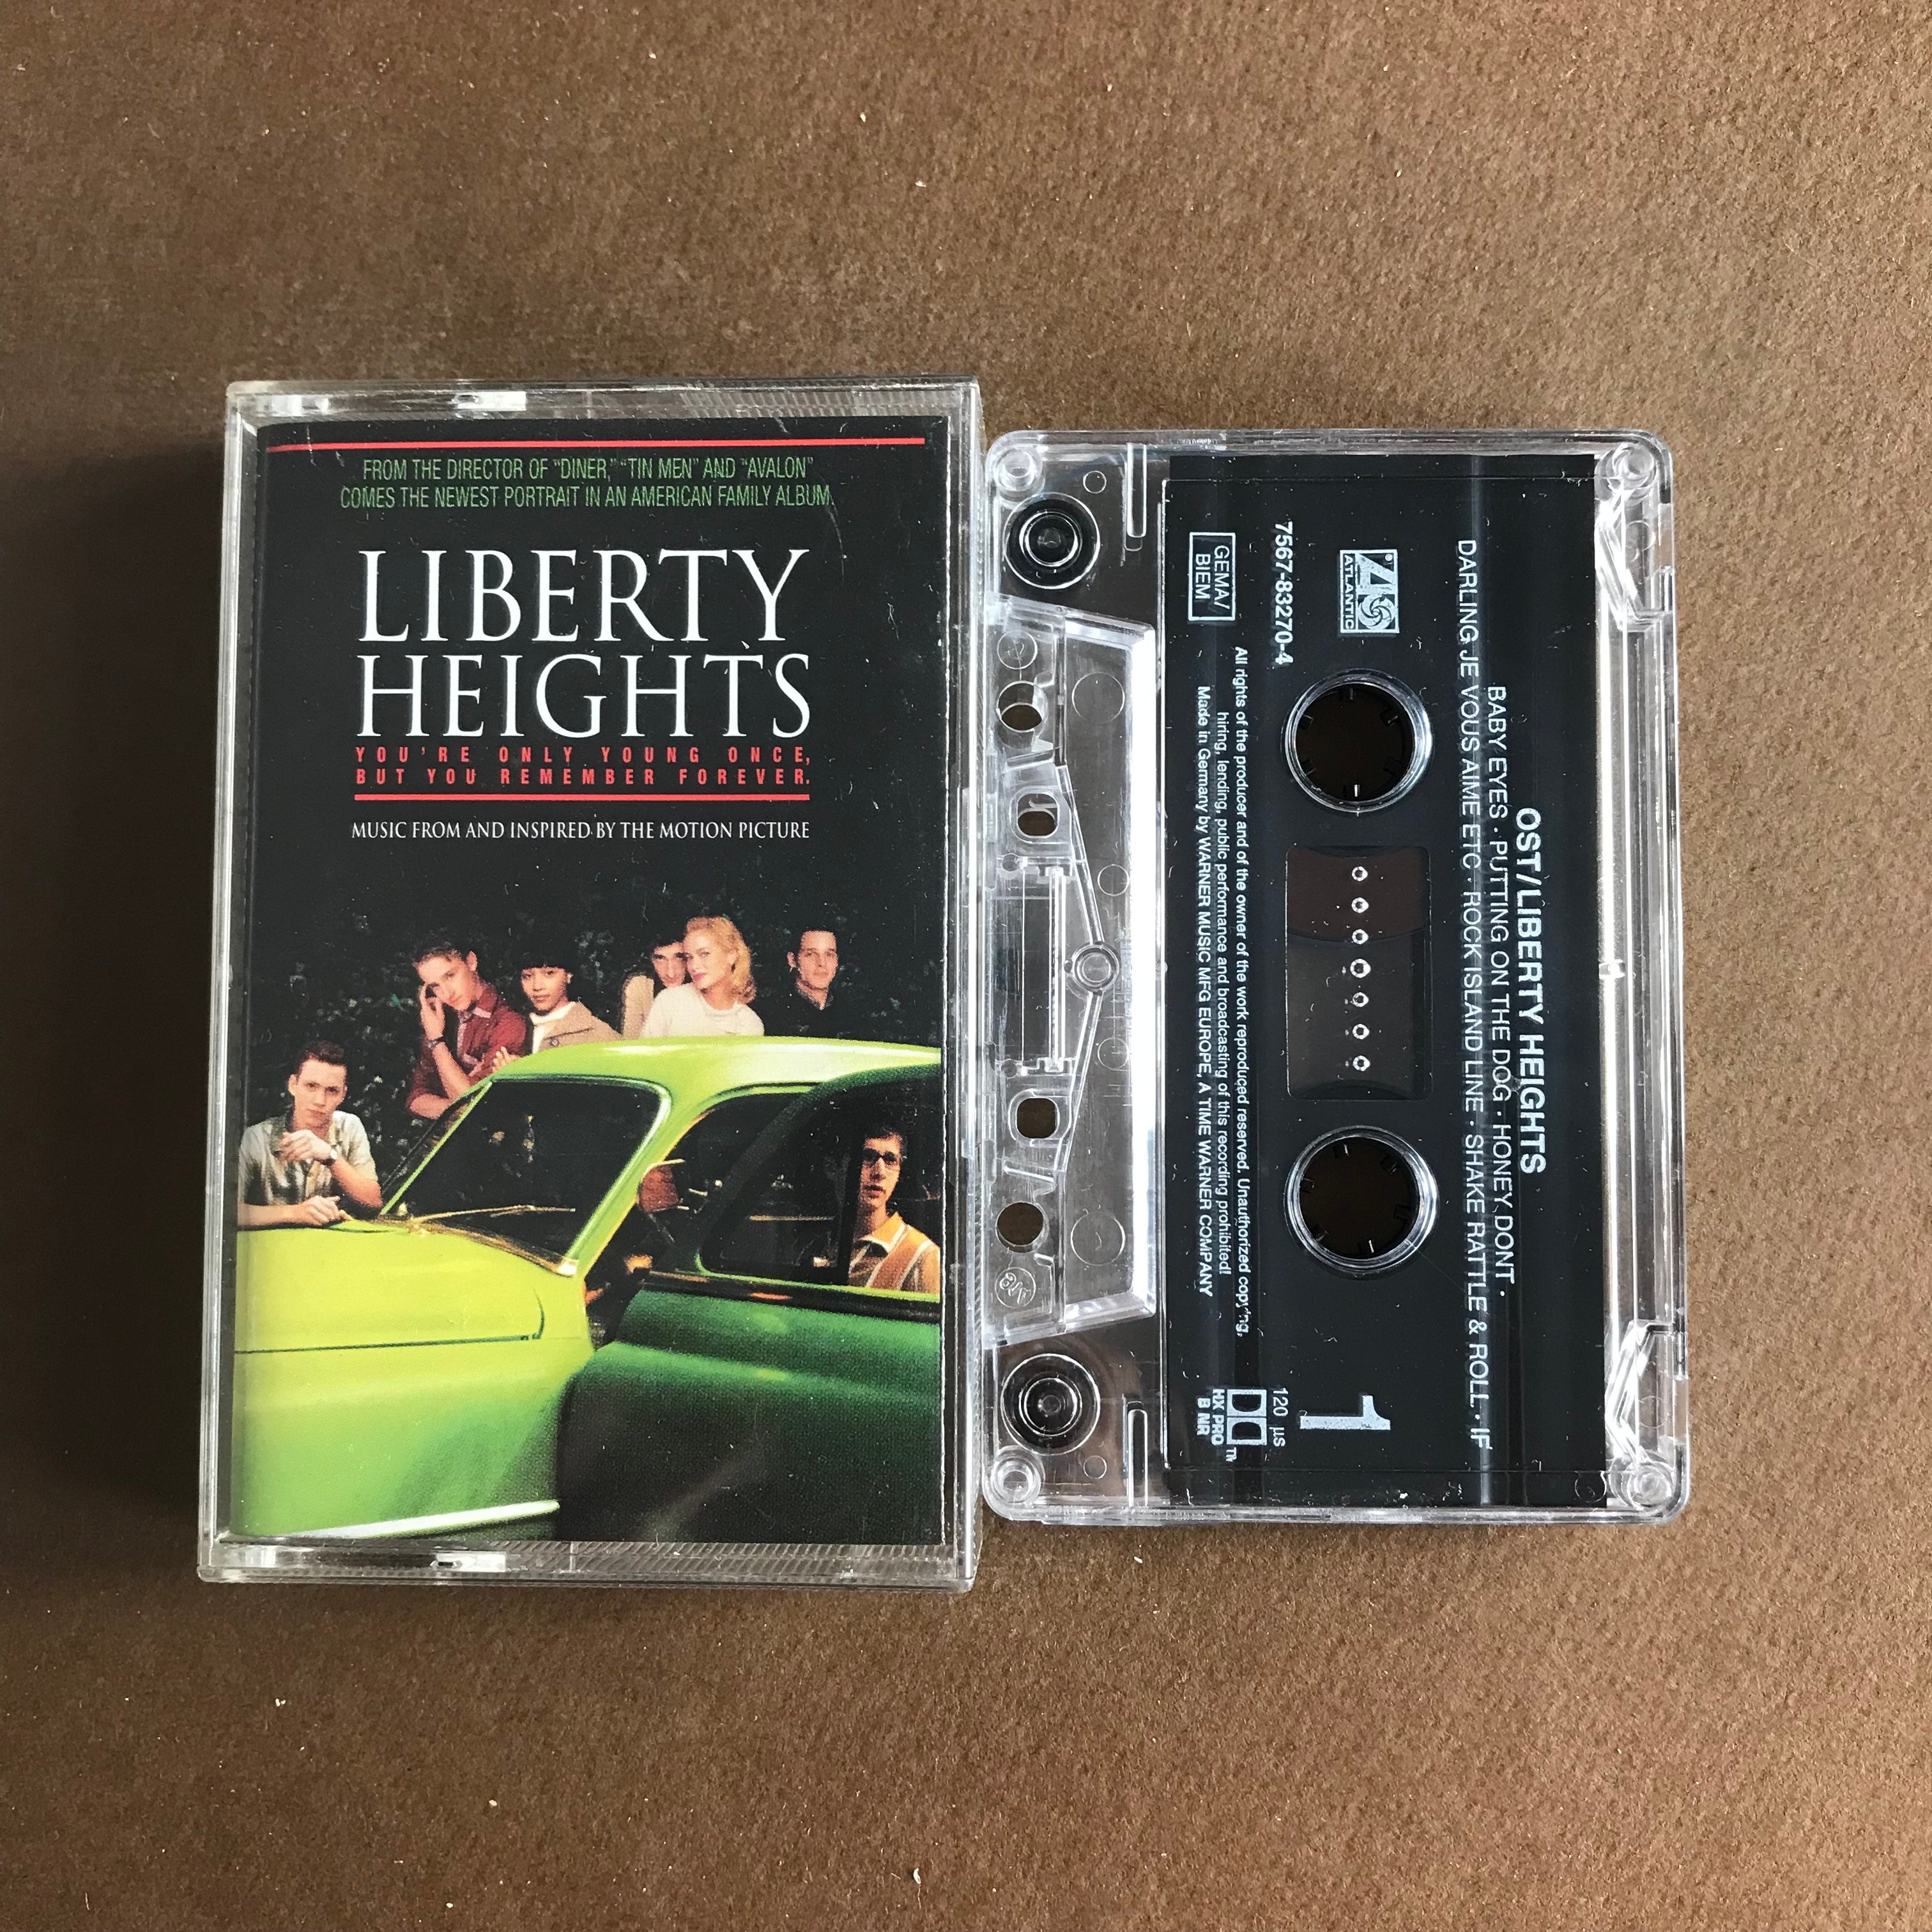 FROM THE DIRECTOR OF "DINER," "TIN MEN" AND "AVALON"
COMES THE NEWEST PORTRAIT IN AN AMERICAN FAMILY ALBUM.
LIBERTY
HEIGHTS
YOU'RE ONLY YOUNG ONCE,
BUT YOU REMEMBER FOREVER.
MUSIC FROM AND INSPIRED BY THE MOTION PICTURE
OST/LIBERTY HEIGHTS
BABY EYES · PUTTING ON THE DOG · HONEY DONT ·
DARLING JE VOUS AIME ETC · ROCK ISLAND LINE · SHAKE RATTLE & ROLL · IF
ATLANTIC
1
7567-83270-4
120 µs
GEMA/
BIEM
All rights of the producer and of the owner of the work reproduced reserved. Unauthorized copying,
hiring, lending, public performance and broadcasting of this recording prohibited!
Made in Germany by WARNER MUSIC MFG EUROPE, A TIME WARNER COMPANY
TM
HX PRO
B NR